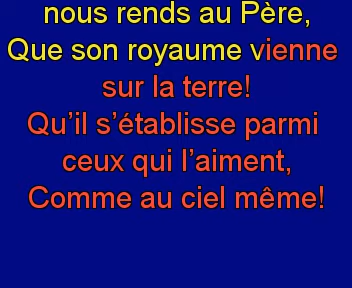 nous rends au Père,
Que son royaume vienne
sur la terre!
Qu’il s’établisse parmi
ceux qui l’aiment,
Comme au ciel même!